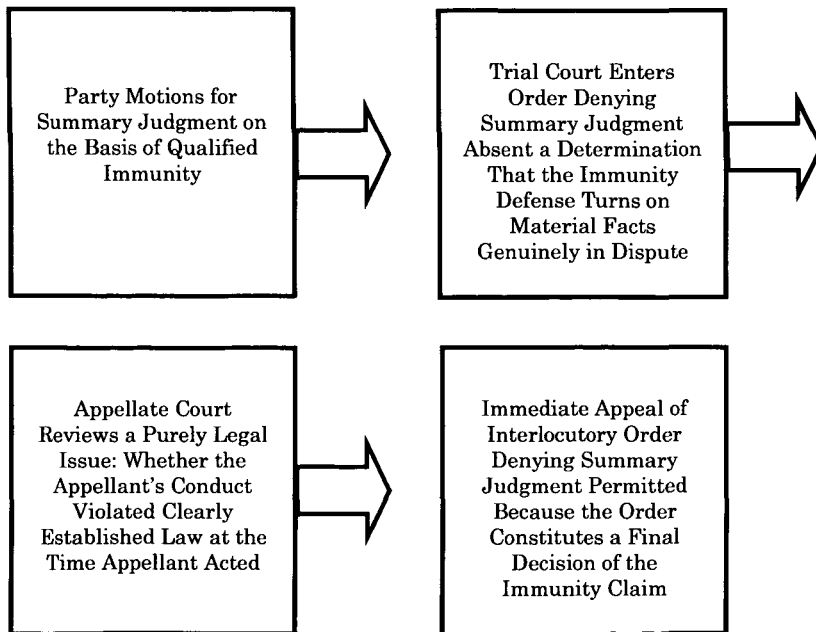 Party Motions for
Summary Judgment on
the Basis of Qualified
Immunity
Trial Court Enters
Order Denying
Summary Judgment
Absent a Determination
That the Immunity
Defense Turns on
Material Facts
Genuinely in Dispute
Appellate Court
Reviews a Purely Legal
Issue: Whether the
Appellant's Conduct
Violated Clearly
Established Law at the
Time Appellant Acted
Immediate Appeal of
Interlocutory Order
Denying Summary
Judgment Permitted
Because the Order
Constitutes a Final
Decision of the
Immunity Claim